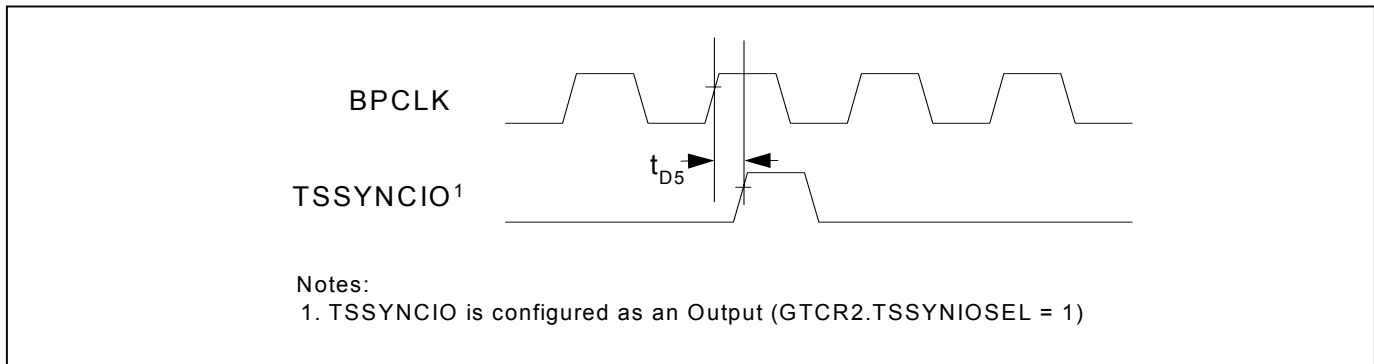 BPCLK
tD5
TSSYNCIO1
Notes:
1. TSSYNCIO is configured as an Output (GTCR2.TSSYNIOSEL = 1)